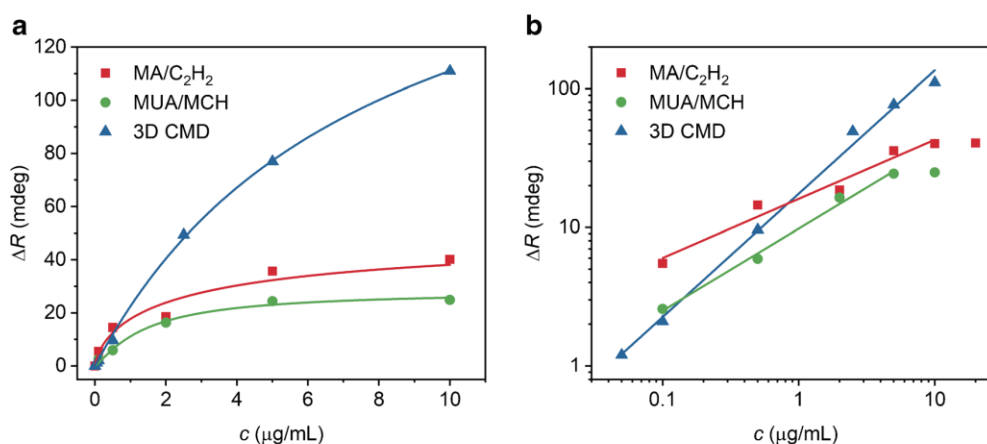 a
120
100
80
60
40
20
0
ΔR (mdeg)
MA/C₂H₂
MUA/MCH
3D CMD
0 2 4 6 8 10
c (μg/mL)
b
100
10
1
ΔR (mdeg)
MA/C₂H₂
MUA/MCH
3D CMD
0.1 1 10
c (μg/mL)